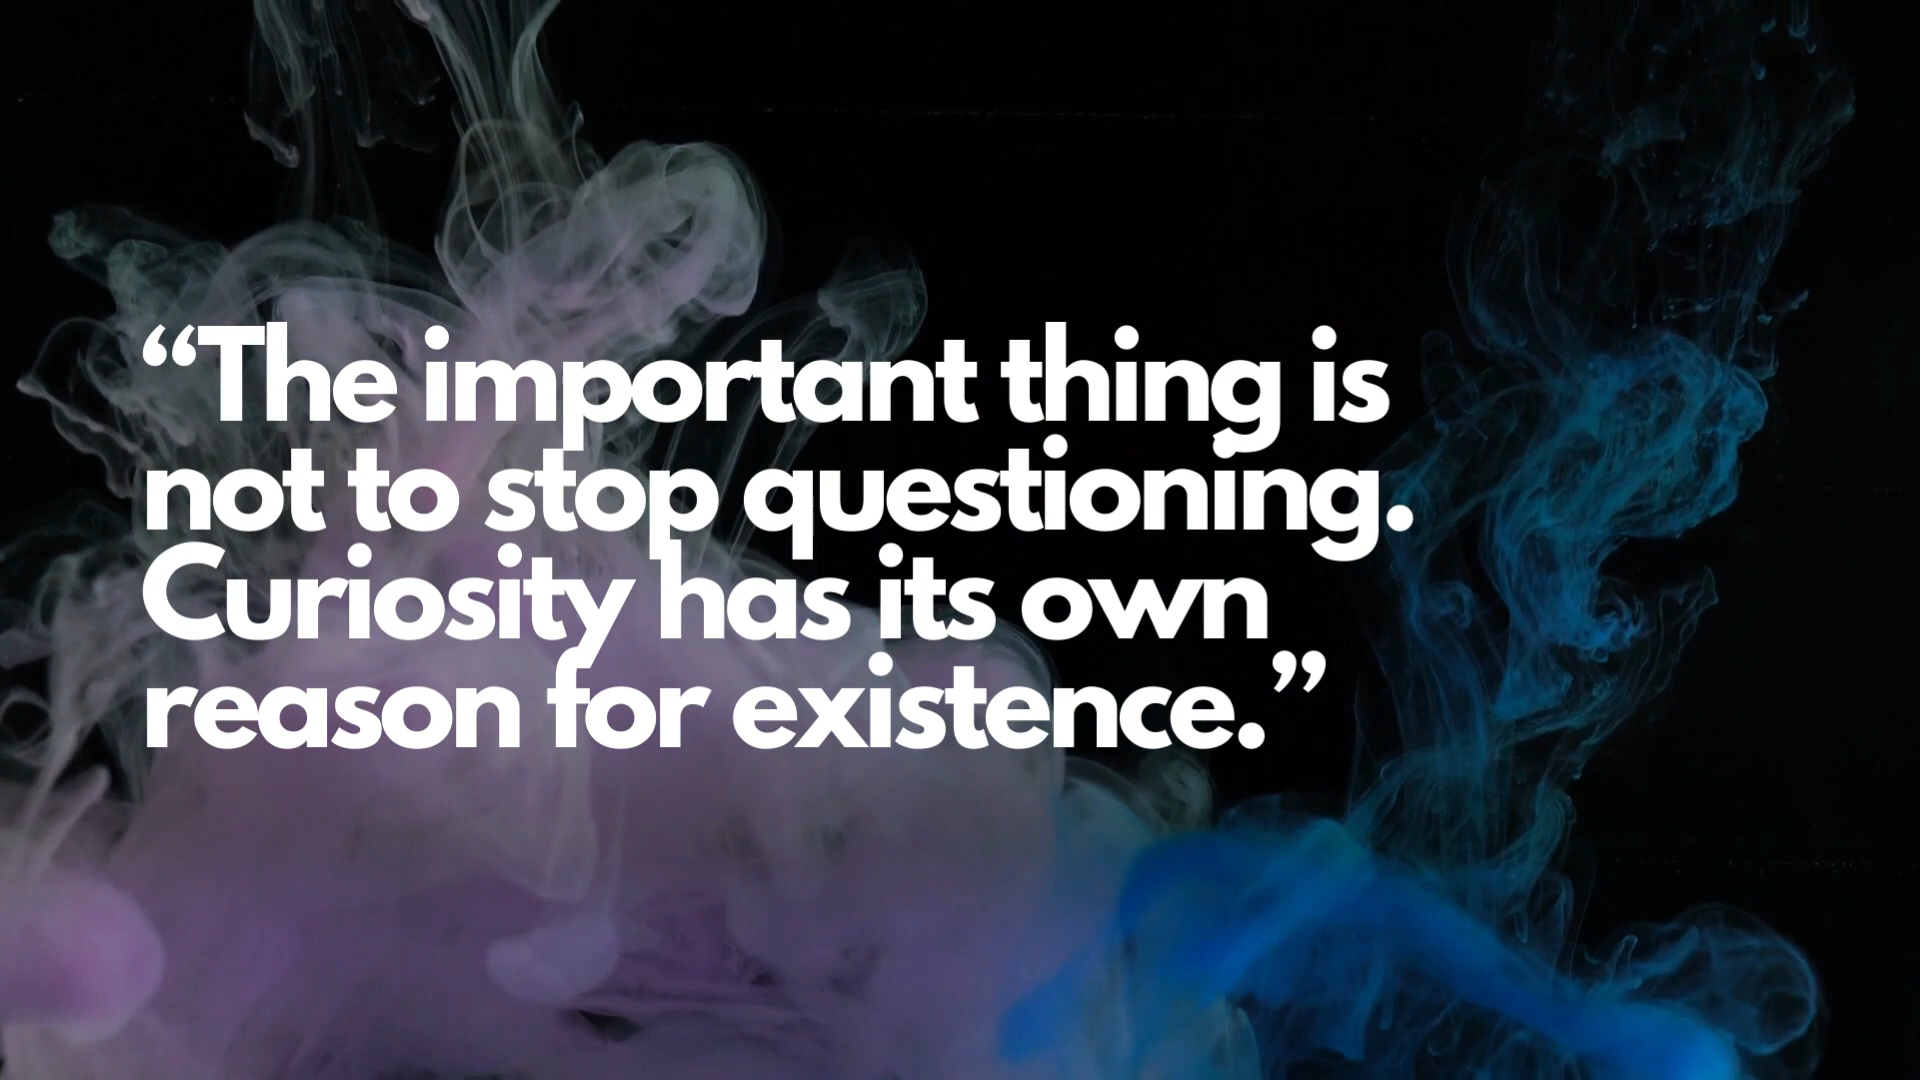 “The important thing is
not to stop questioning.
Curiosity has its own
reason for existence.”